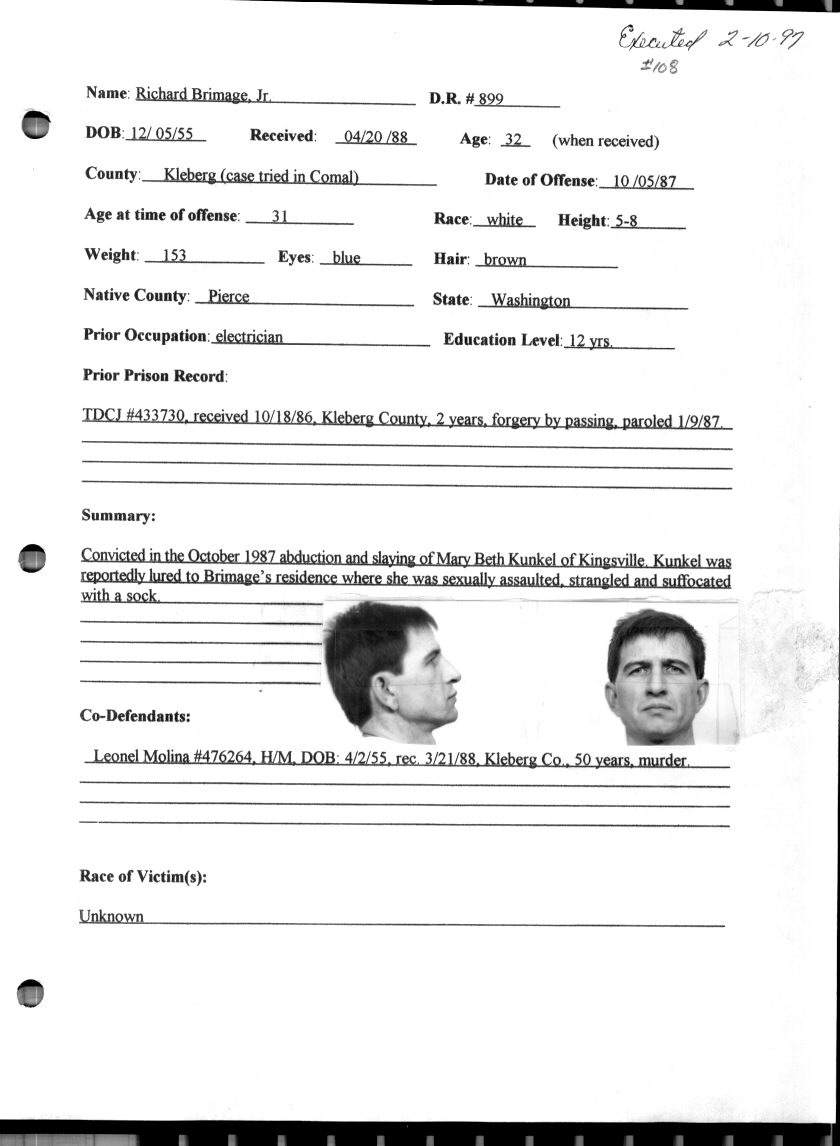 Executed 2-10-97
#108
Name: Richard Brimage, Jr. D.R. # 899
DOB: 12/ 05/55 Received: 04/20 /88 Age: 32 (when received)
County: Kleberg (case tried in Comal) Date of Offense: 10 /05/87
Age at time of offense: 31 Race: white Height: 5-8
Weight: 153 Eyes: blue Hair: brown
Native County: Pierce State: Washington
Prior Occupation: electrician Education Level: 12 yrs.
Prior Prison Record:
TDCJ #433730, received 10/18/86, Kleberg County, 2 years, forgery by passing, paroled 1/9/87.
Summary:
Convicted in the October 1987 abduction and slaying of Mary Beth Kunkel of Kingsville. Kunkel was
reportedly lured to Brimage's residence where she was sexually assaulted, strangled and suffocated
with a sock.
Co-Defendants:
Leonel Molina #476264, H/M, DOB: 4/2/55, rec. 3/21/88, Kleberg Co., 50 years, murder.
Race of Victim(s):
Unknown